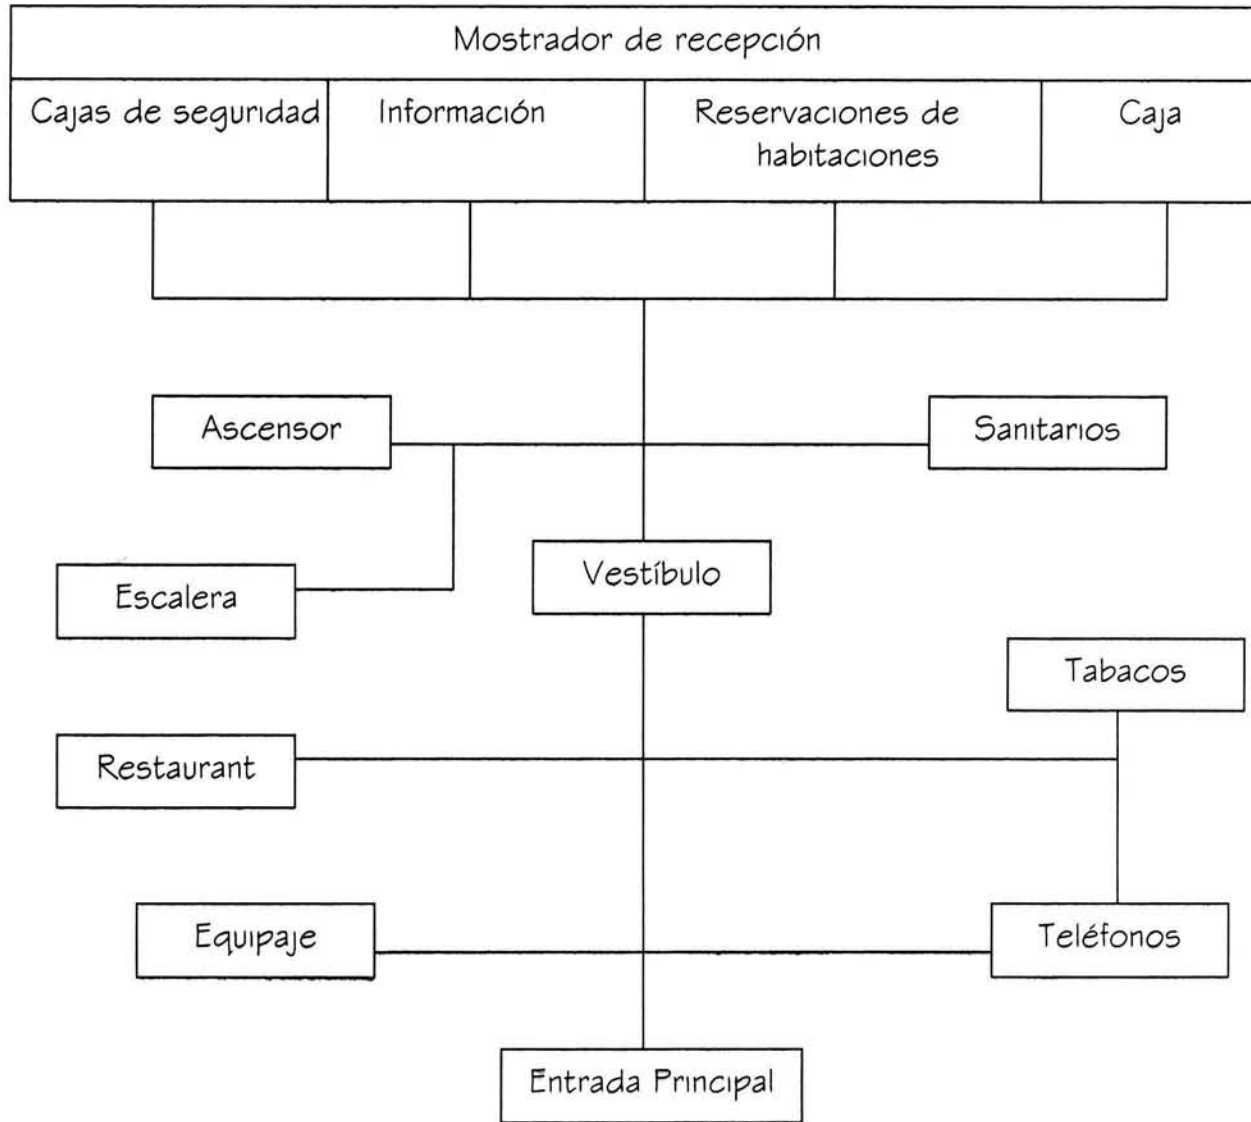 Mostrador de recepción
Cajas de seguridad
Información
Reservaciones de
habitaciones
Caja
Ascensor
Sanitarios
Vestíbulo
Escalera
Tabacos
Restaurant
Equipaje
Teléfonos
Entrada Principal